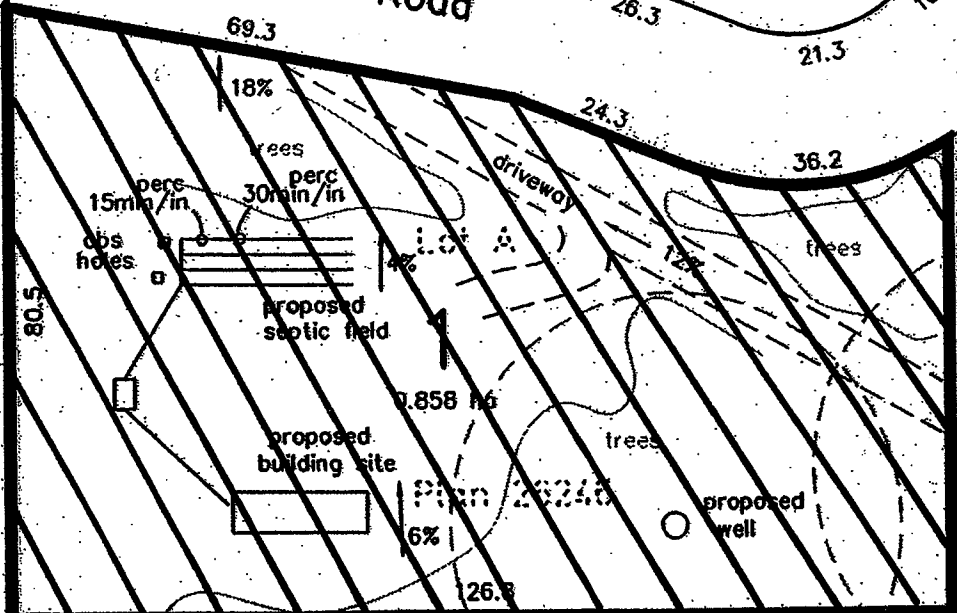 Road
26.3
21.3
69.3
18%
24.3
36.2
trees
driveway
perc
15min/in
perc
30min/in
obs
holes
Lot A
4%
12%
trees
proposed
septic field
80.5
0.858 ha
proposed
building site
trees
Plan
proposed
well
6%
126.8